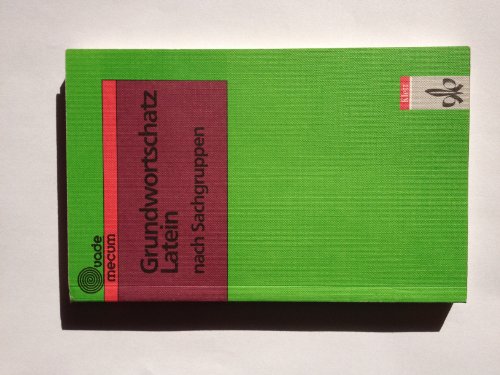 vade
mecum
Grundwortschatz
Latein
nach Sachgruppen
Klett